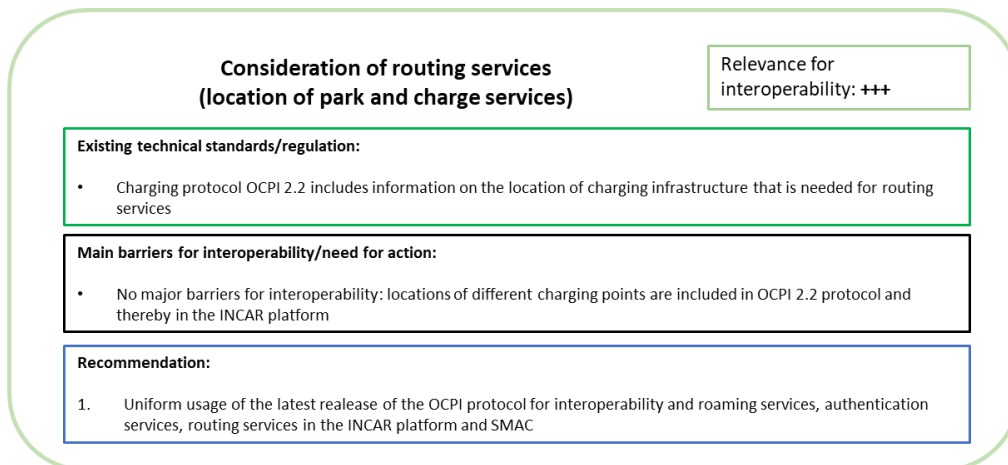 Consideration of routing services
(location of park and charge services)
Relevance for
interoperability: +++
Existing technical standards/regulation:
• Charging protocol OCPI 2.2 includes information on the location of charging infrastructure that is needed for routing
services
Main barriers for interoperability/need for action:
• No major barriers for interoperability: locations of different charging points are included in OCPI 2.2 protocol and
thereby in the INCAR platform
Recommendation:
1. Uniform usage of the latest realease of the OCPI protocol for interoperability and roaming services, authentication
services, routing services in the INCAR platform and SMAC